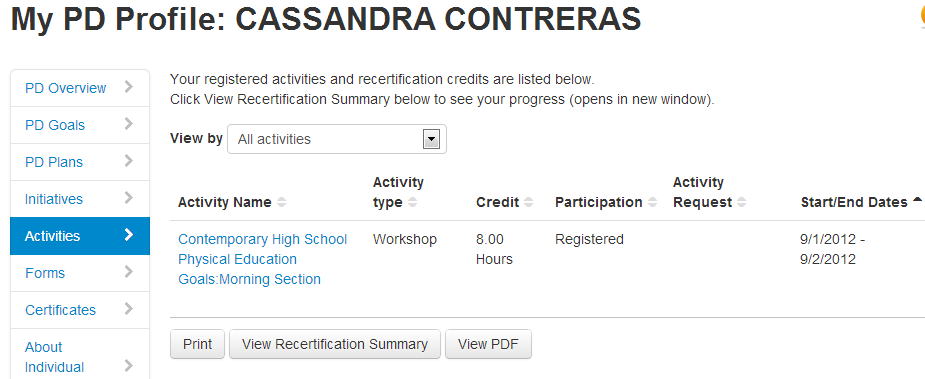 My PD Profile: CASSANDRA CONTRERAS
PD Overview
PD Goals
PD Plans
Initiatives
Activities
Forms
Certificates
About
Individual
Your registered activities and recertification credits are listed below.
Click View Recertification Summary below to see your progress (opens in new window).
View by All activities
Activity Name Activity type Credit Participation Activity Request Start/End Dates
Contemporary High School Workshop 8.00 Registered 9/1/2012 -
Physical Education Hours 9/2/2012
Goals:Morning Section
Print View Recertification Summary View PDF